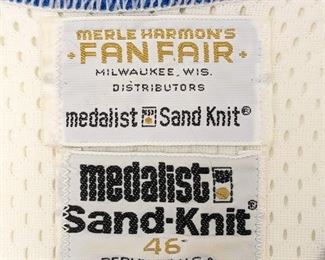 MERLE HARMON'S
FAN FAIR
MILWAUKEE, WIS.
DISTRIBUTORS
medalist Sand Knit®
medalist
Sand-Knit®
46